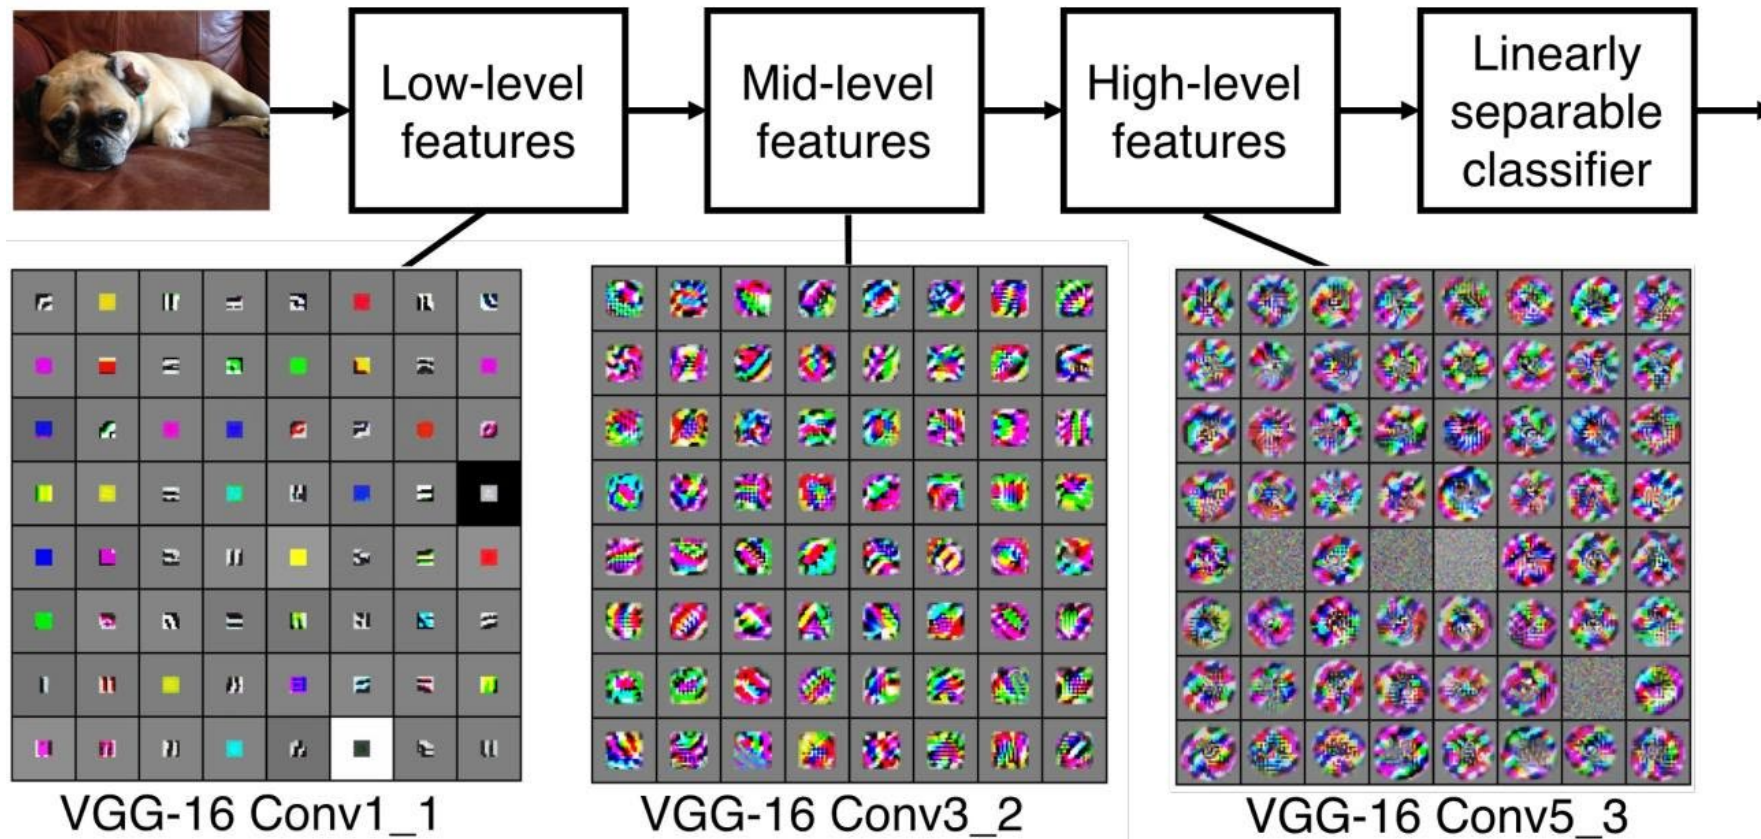 Low-level
features
Mid-level
features
High-level
features
Linearly
separable
classifier
VGG-16 Conv1_1
VGG-16 Conv3_2
VGG-16 Conv5_3